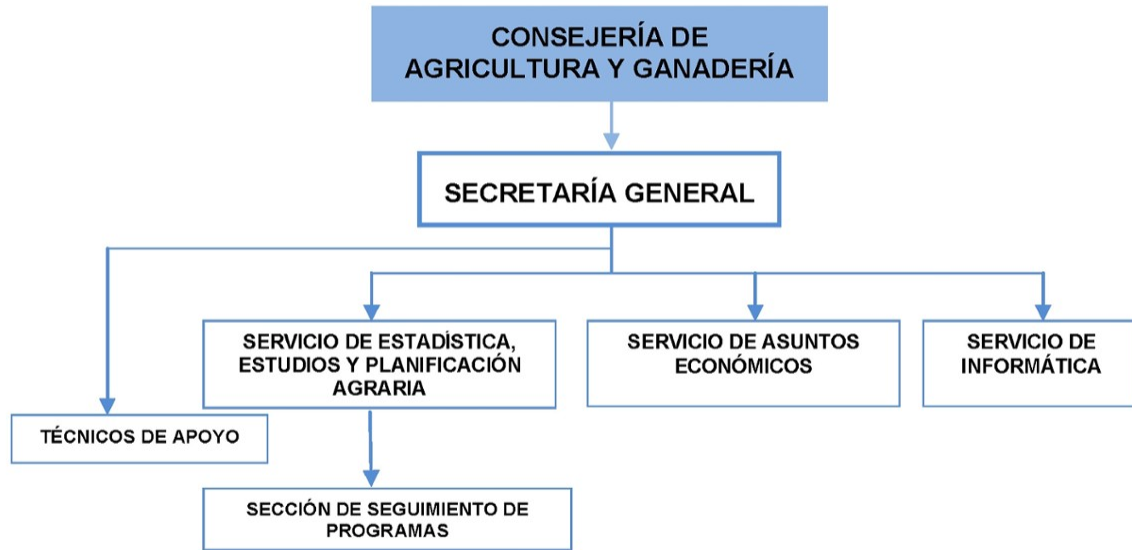 CONSEJERÍA DE
AGRICULTURA Y GANADERÍA
SECRETARÍA GENERAL
SERVICIO DE ESTADÍSTICA,
ESTUDIOS Y PLANIFICACIÓN
AGRARIA
SERVICIO DE ASUNTOS
ECONÓMICOS
SERVICIO DE
INFORMÁTICA
TÉCNICOS DE APOYO
SECCIÓN DE SEGUIMIENTO DE
PROGRAMAS